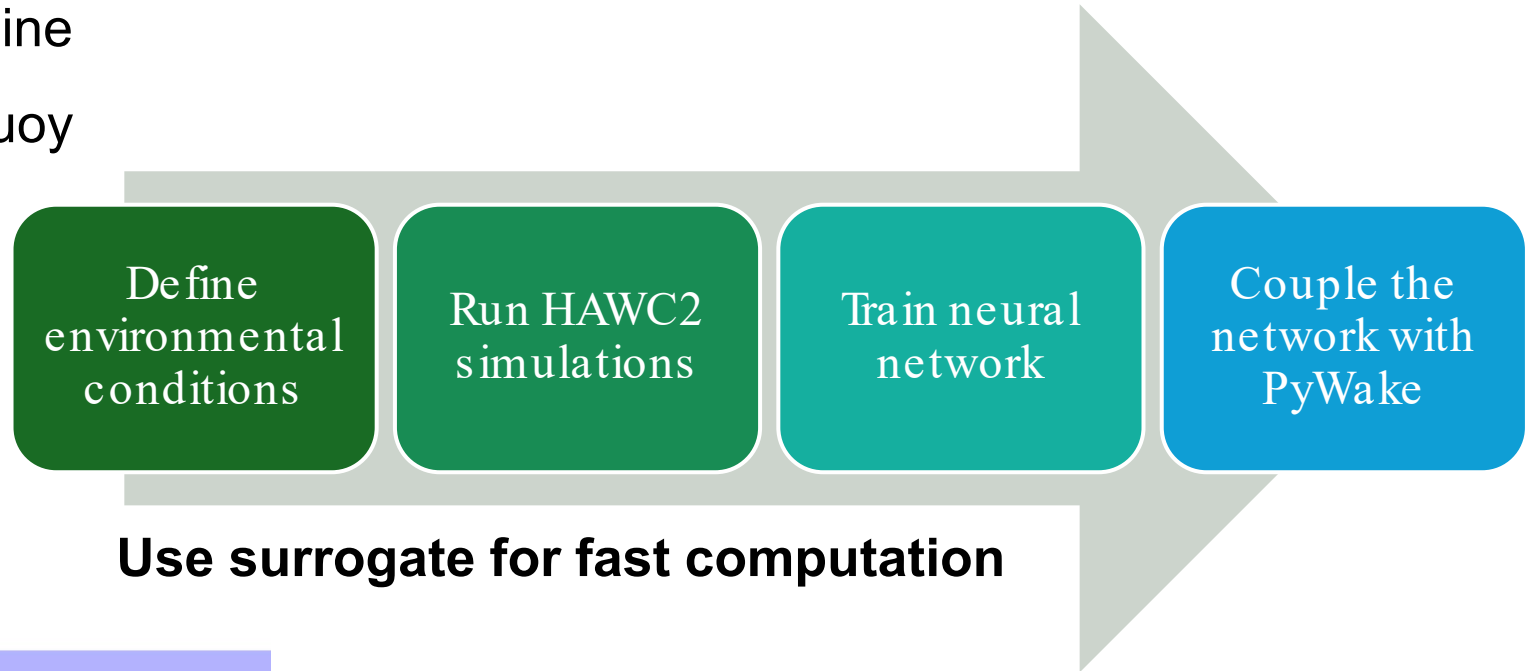 ine
uoy
Define
environmental
conditions
Run HAWC2
simulations
Train neural
network
Couple the
network with
PyWake
Use surrogate for fast computation